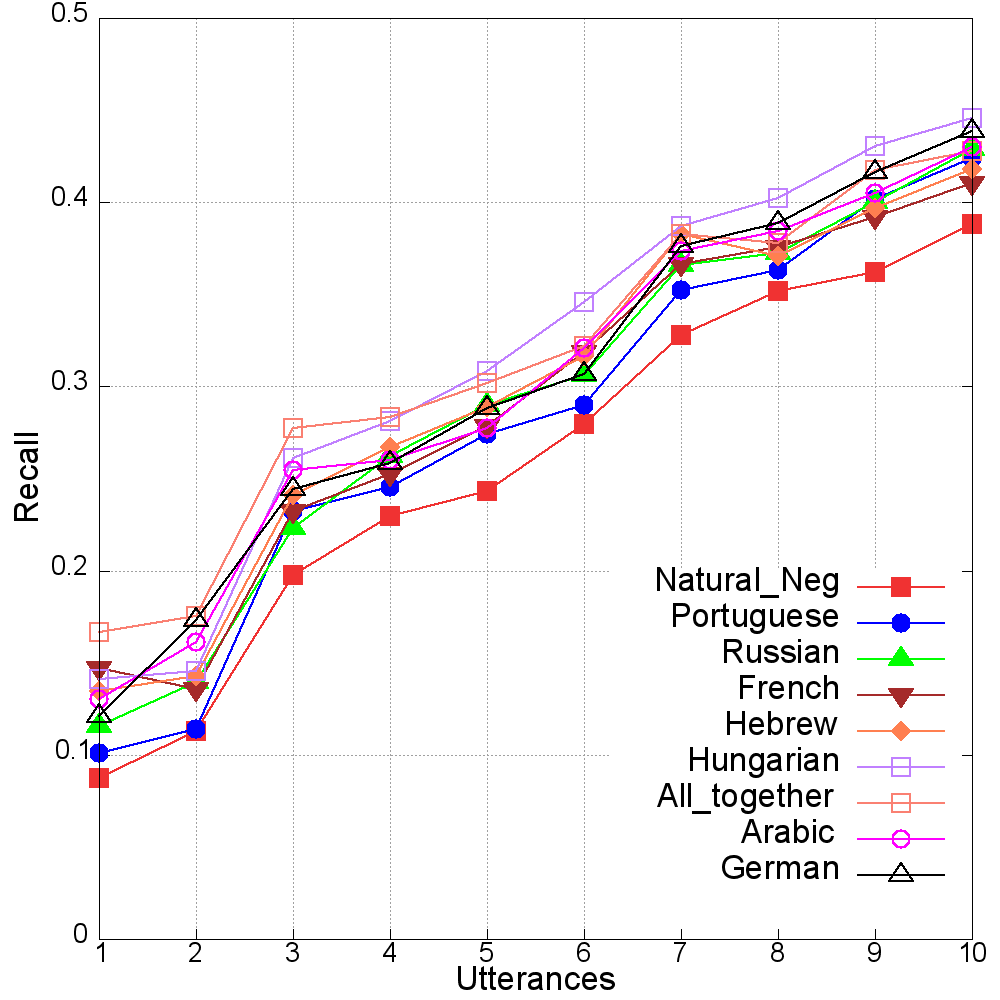 0.5
0.4
0.3
0.2
0.1
0
Recall
1 2 3 4 5 6 7 8 9 10
Utterances
Natural_Neg
Portuguese
Russian
French
Hebrew
Hungarian
All_together
Arabic
German